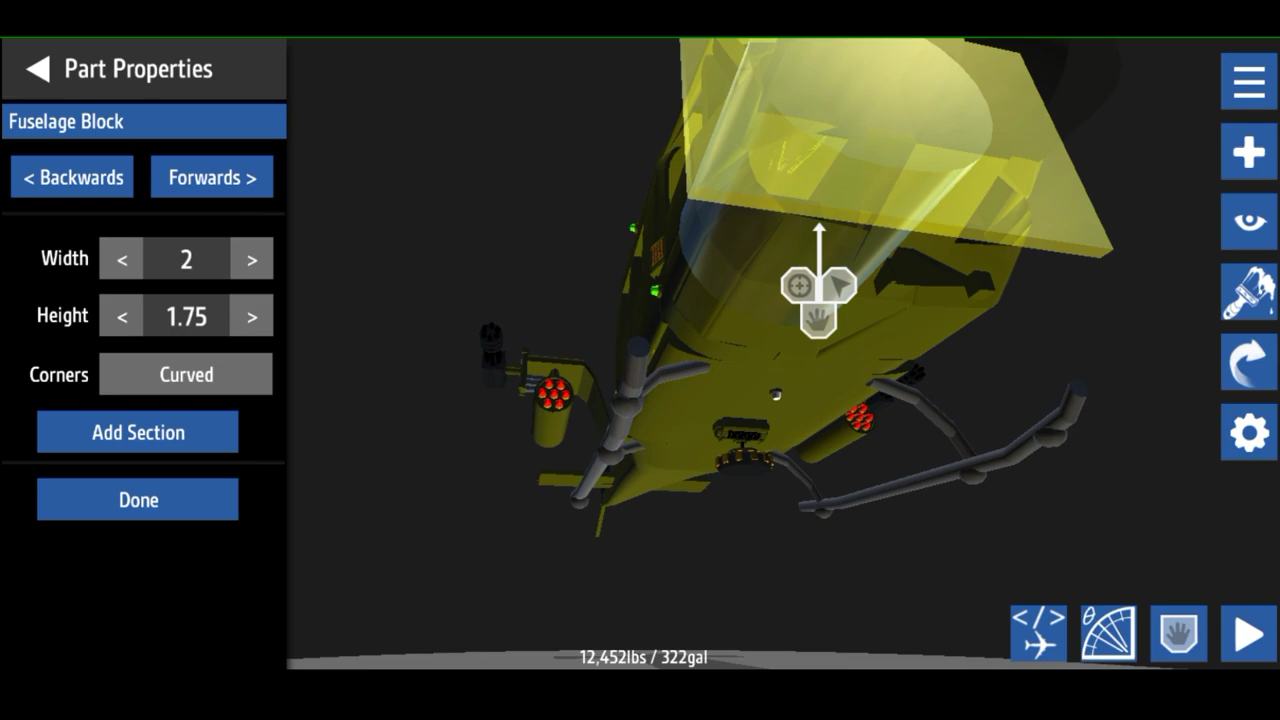 Part Properties
Fuselage Block
< Backwards
Forwards >
Width < 2 >
Height < 1.75 >
Corners Curved
Add Section
Done
12,452lbs / 322gal
</>
θ